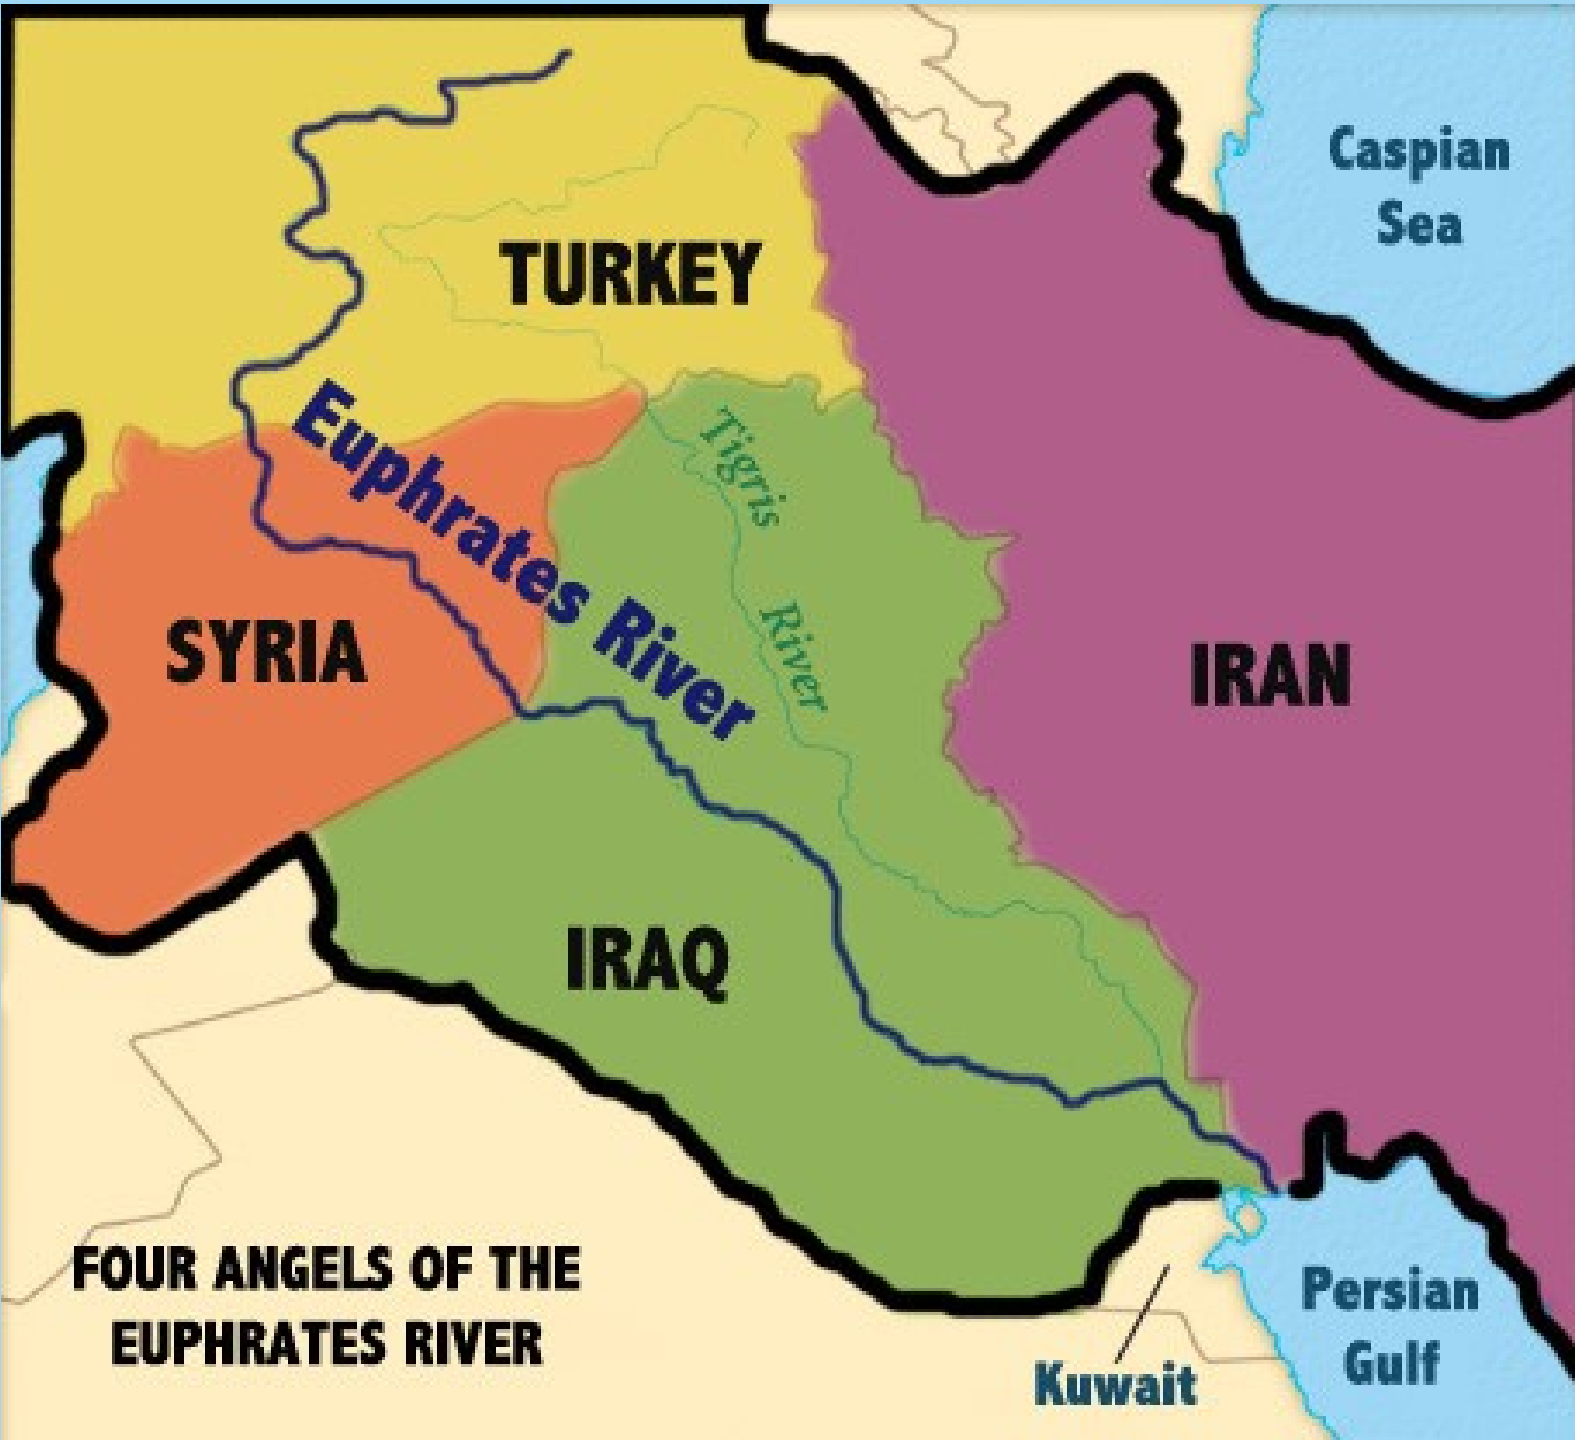 Caspian
Sea
TURKEY
Euphrates River
Tigris River
SYRIA
IRAN
IRAQ
FOUR ANGELS OF THE
EUPHRATES RIVER
Persian
Gulf
Kuwait